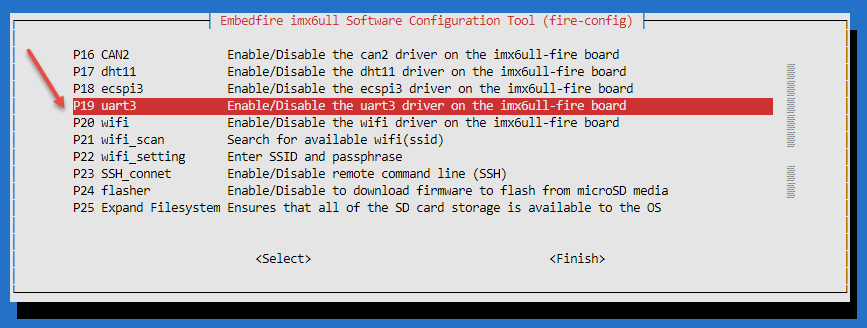 Embedfire imx6ull Software Configuration Tool (fire-config)
P16 CAN2 Enable/Disable the can2 driver on the imx6ull-fire board
P17 dht11 Enable/Disable the dht11 driver on the imx6ull-fire board
P18 ecspi3 Enable/Disable the ecspi3 driver on the imx6ull-fire board
P19 uart3 Enable/Disable the uart3 driver on the imx6ull-fire board
P20 wifi Enable/Disable the wifi driver on the imx6ull-fire board
P21 wifi_scan Search for available wifi(ssid)
P22 wifi_setting Enter SSID and passphrase
P23 SSH_connet Enable/Disable remote command line (SSH)
P24 flasher Enable/Disable to download firmware to flash from microSD media
P25 Expand Filesystem Ensures that all of the SD card storage is available to the OS
<Select> <Finish>